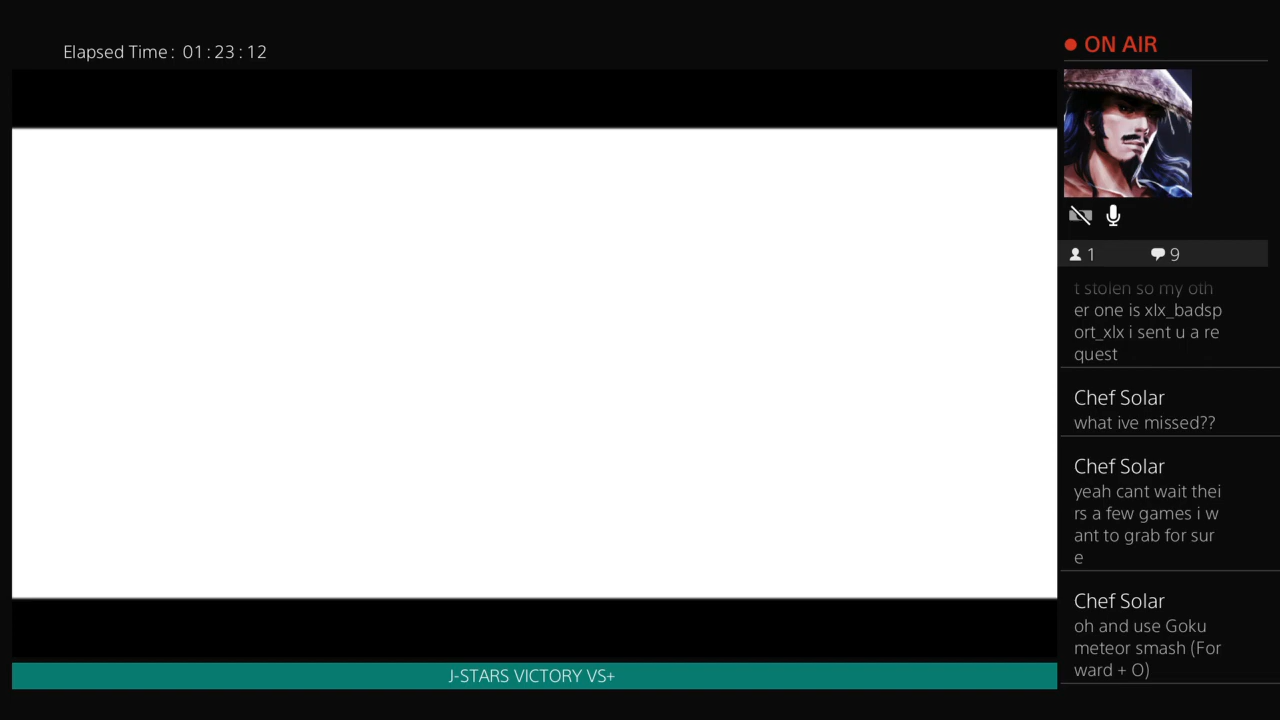 Elapsed Time: 01:23:12
ON AIR
1
9
t stolen so my oth
er one is xlx_badsp
ort_xlx i sent u a re
quest
Chef Solar
what ive missed??
Chef Solar
yeah cant wait thei
rs a few games i w
ant to grab for sur
e
Chef Solar
oh and use Goku
meteor smash (For
ward + O)
J-STARS VICTORY VS+